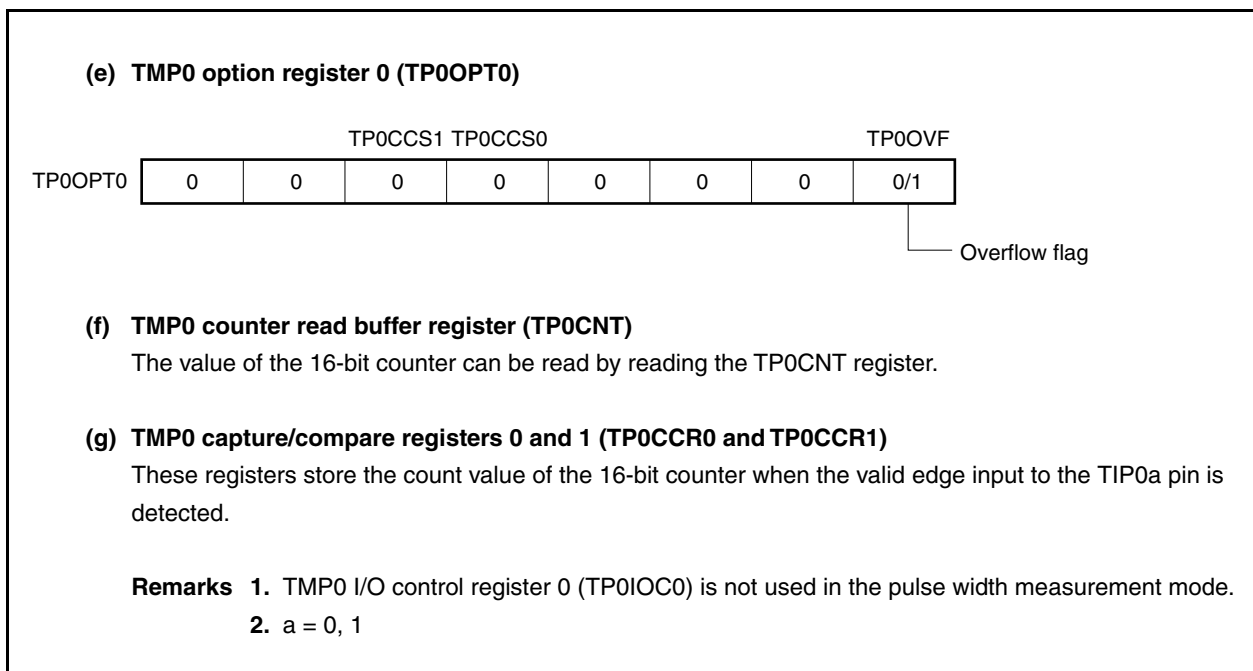 (e) TMP0 option register 0 (TP0OPT0)
TP0CCS1 TP0CCS0 TP0OVF
TP0OPT0 0 0 0 0 0 0 0 0/1
Overflow flag
(f) TMP0 counter read buffer register (TP0CNT)
The value of the 16-bit counter can be read by reading the TP0CNT register.
(g) TMP0 capture/compare registers 0 and 1 (TP0CCR0 and TP0CCR1)
These registers store the count value of the 16-bit counter when the valid edge input to the TIP0a pin is
detected.
Remarks 1. TMP0 I/O control register 0 (TP0IOC0) is not used in the pulse width measurement mode.
2. a = 0, 1